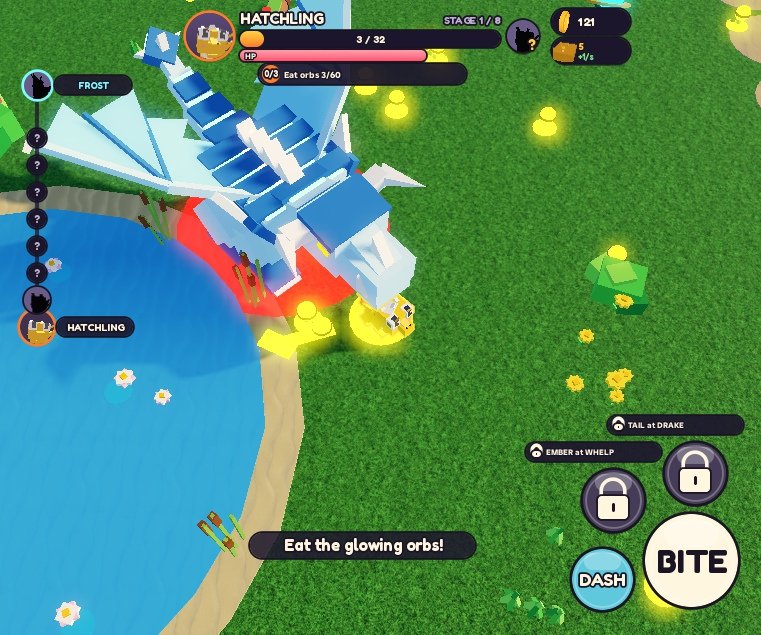 HATCHLING
STAGE 1 / 8
3 / 32
HP
?
121
5
+1/s
0/3 Eat orbs 3/60
FROST
?
?
?
?
?
?
HATCHLING
TAIL at DRAKE
EMBER at WHELP
Eat the glowing orbs!
DASH
BITE